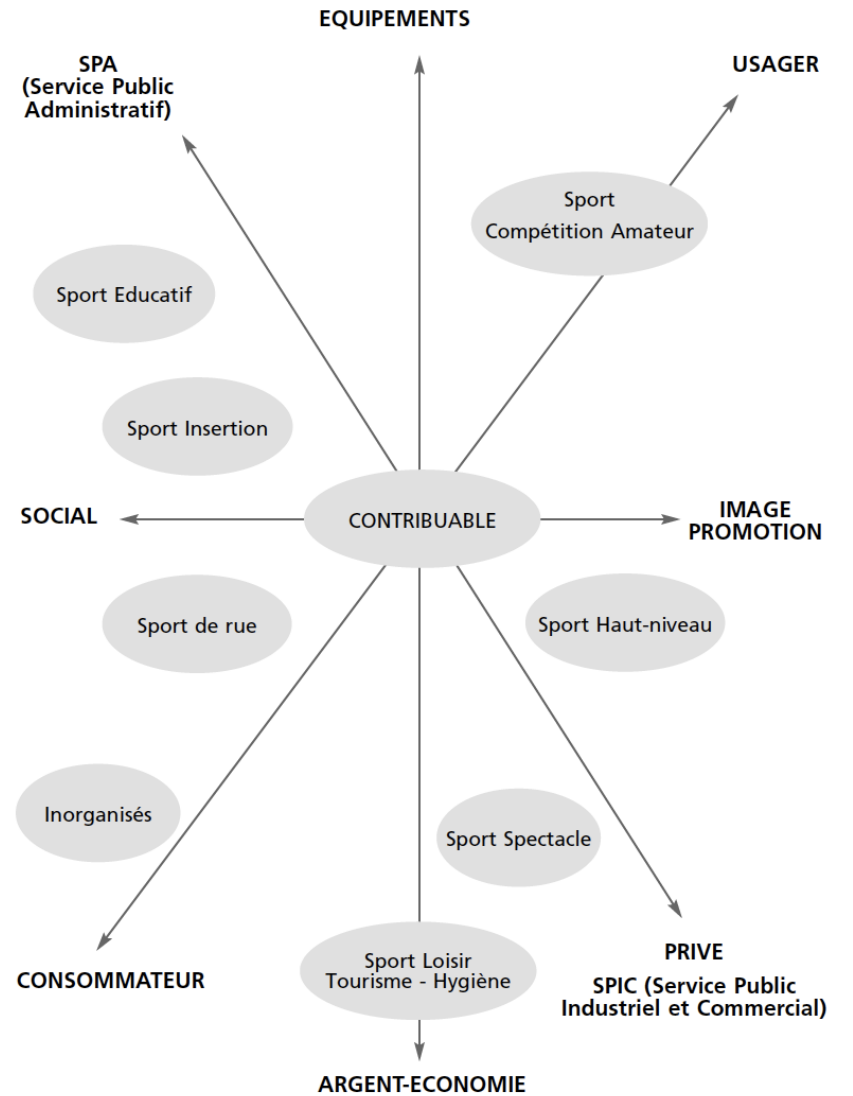 EQUIPEMENTS
SPA
(Service Public
Administratif)
USAGER
Sport
Compétition Amateur
Sport Educatif
Sport Insertion
SOCIAL
CONTRIBUABLE
IMAGE
PROMOTION
Sport de rue
Sport Haut-niveau
Inorganisés
Sport Spectacle
CONSOMMATEUR
Sport Loisir
Tourisme - Hygiène
PRIVE
SPIC (Service Public
Industriel et Commercial)
ARGENT-ECONOMIE